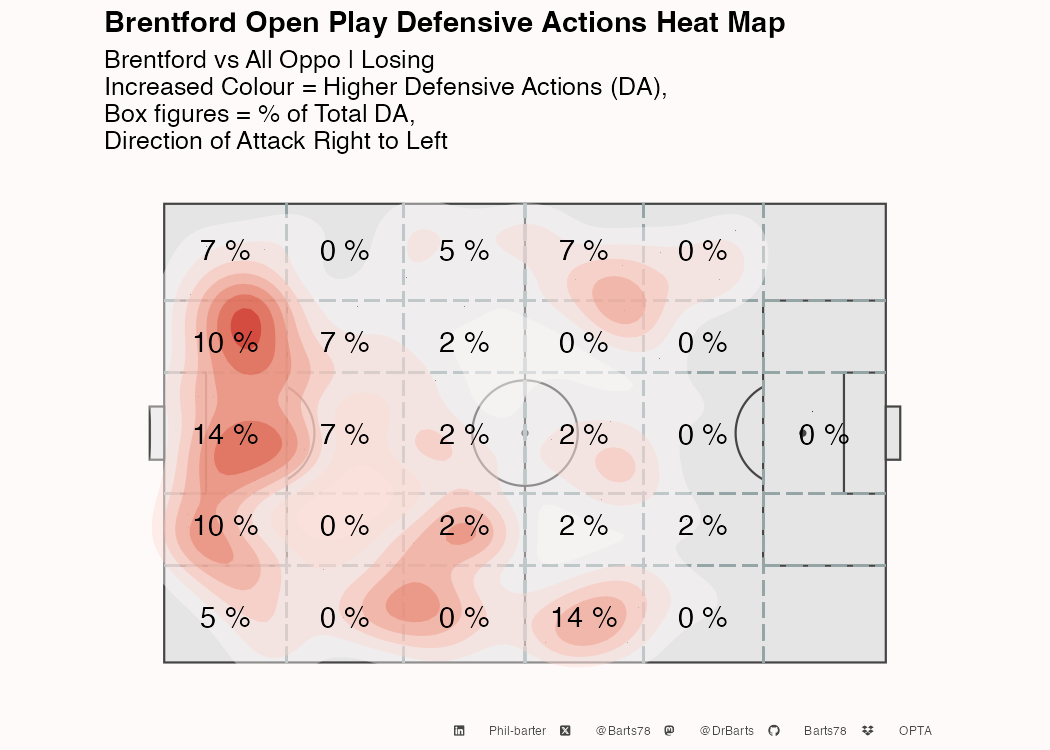 Brentford Open Play Defensive Actions Heat Map
Brentford vs All Oppo | Losing
Increased Colour = Higher Defensive Actions (DA),
Box figures = % of Total DA,
Direction of Attack Right to Left
7 % 0 % 5 % 7 % 0 %
10 % 7 % 2 % 0 % 0 %
14 % 7 % 2 % 2 % 0 % 0 %
10 % 0 % 2 % 2 % 2 %
5 % 0 % 0 % 14 % 0 %
Phil-barter @Barts78 @DrBarts Barts78 OPTA